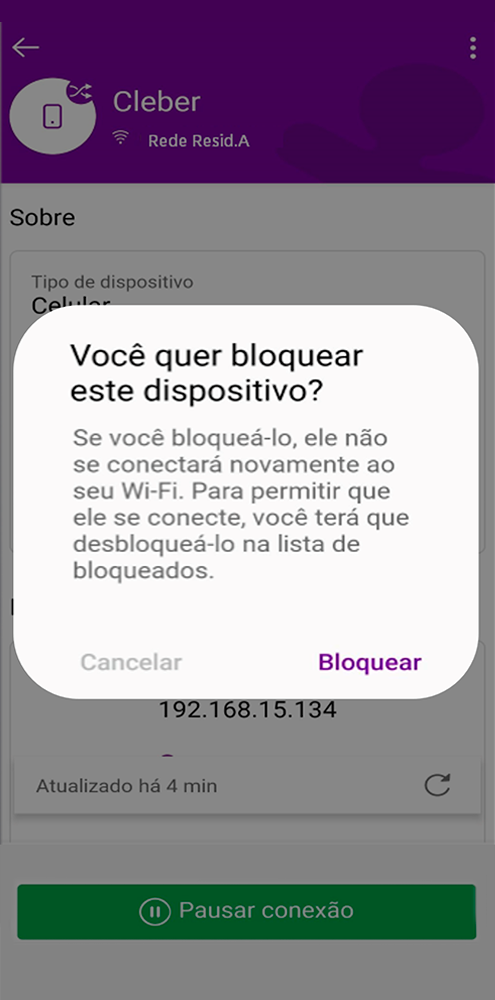 Cleber
Rede Resid.A
Sobre
Tipo de dispositivo
Celular
Você quer bloquear
este dispositivo?
Se você bloqueá-lo, ele não
se conectará novamente ao
seu Wi-Fi. Para permitir que
ele se conecte, você terá que
desbloqueá-lo na lista de
bloqueados.
Cancelar
Bloquear
192.168.15.134
Atualizado há 4 min
Pausar conexão